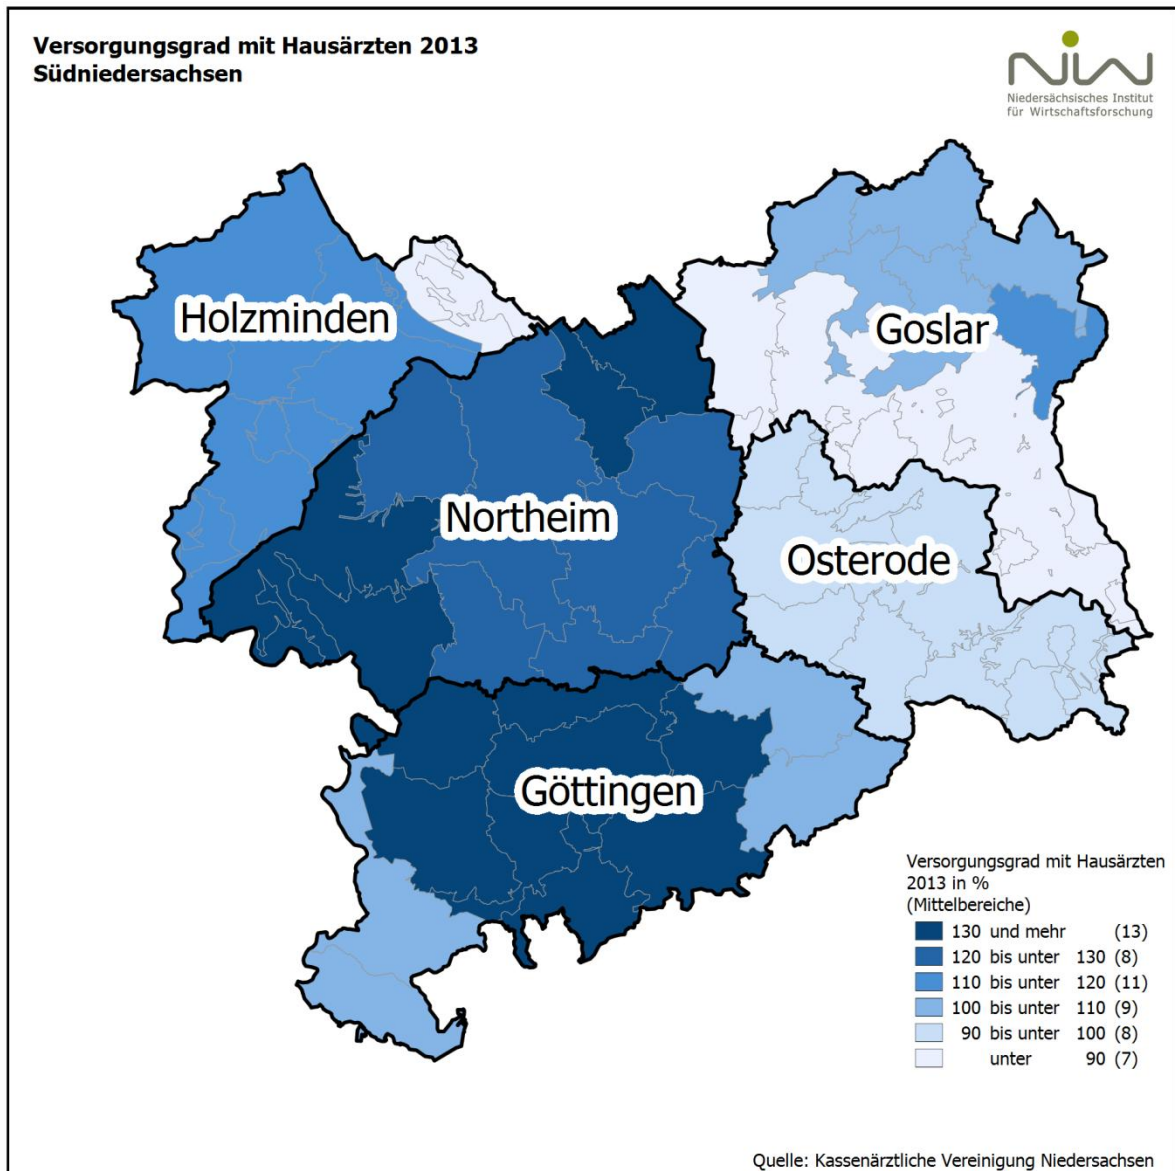 Versorgungsgrad mit Hausärzten 2013
Südniedersachsen
NIW
Niedersächsisches Institut
für Wirtschaftsforschung
Holzminden
Goslar
Northeim
Osterode
Göttingen
Versorgungsgrad mit Hausärzten
2013 in %
(Mittelbereiche)
130 und mehr (13)
120 bis unter 130 (8)
110 bis unter 120 (11)
100 bis unter 110 (9)
90 bis unter 100 (8)
unter 90 (7)
Quelle: Kassenärztliche Vereinigung Niedersachsen